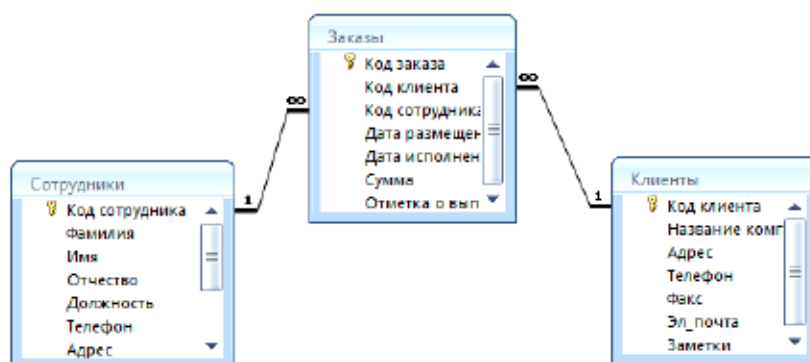 Заказы
Код заказа
Код клиента
Код сотрудника
Дата размещен
Дата исполнен
Сумма
Отметка о вып
∞
∞
1
1
Сотрудники
Код сотрудника
Фамилия
Имя
Отчество
Должность
Телефон
Адрес
Клиенты
Код клиента
Название комп
Адрес
Телефон
Факс
Эл_почта
Заметки